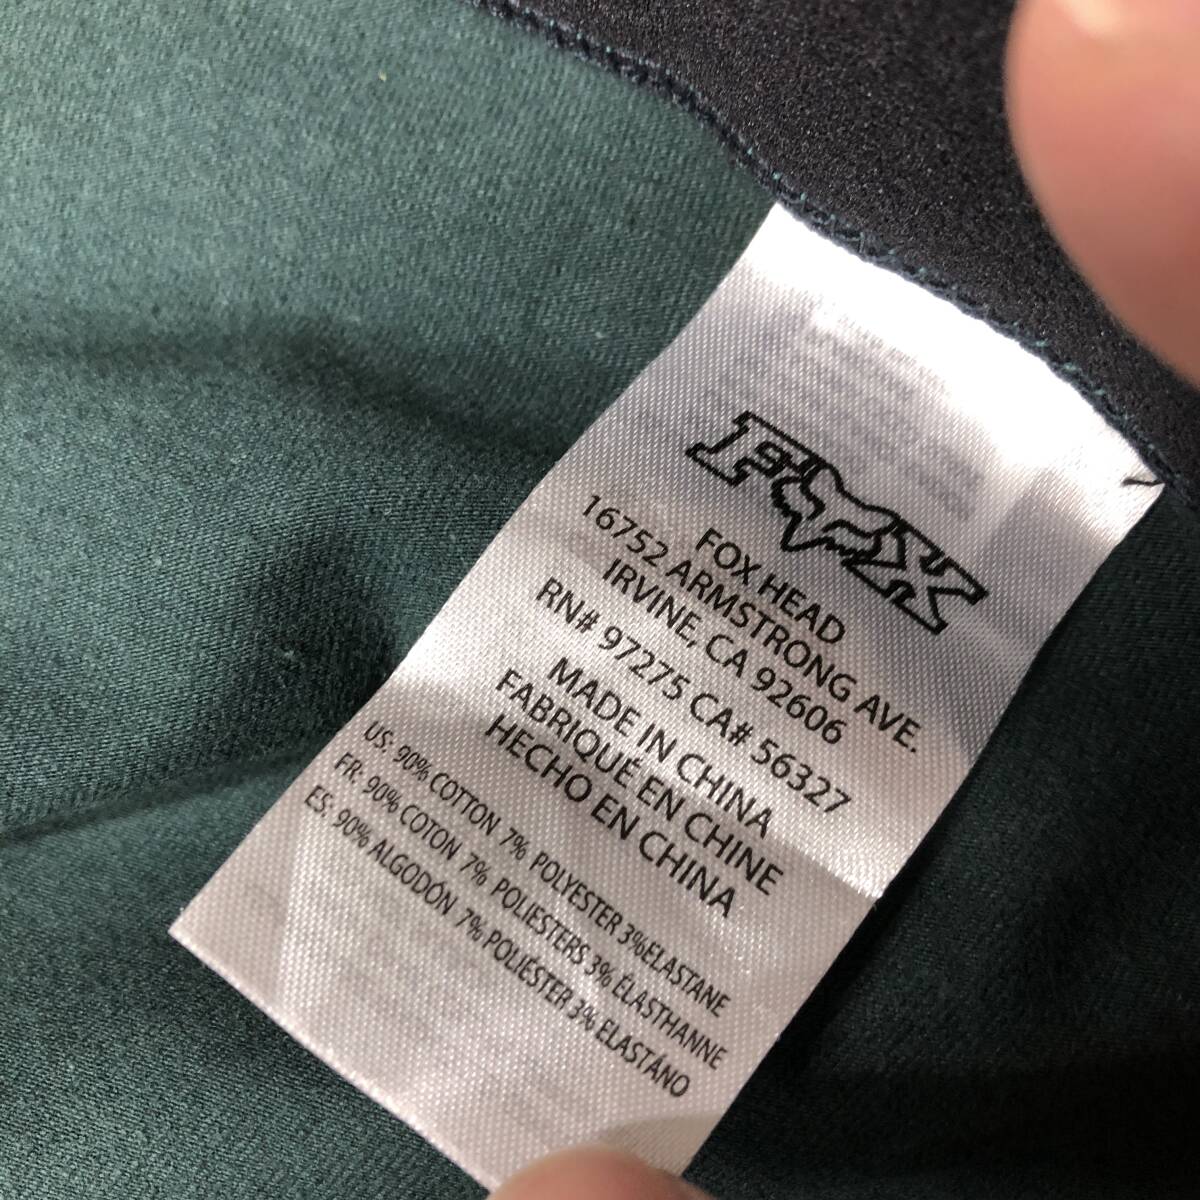 FOX
FOX HEAD
16752 ARMSTRONG AVE.
IRVINE, CA 92606
RN# 97275 CA# 56327
MADE IN CHINA
FABRIQUÉ EN CHINE
HECHO EN CHINA
US: 90% COTTON 7% POLYESTER 3%ELASTANE
FR: 90% COTON 7% POLIESTERS 3% ÉLASTHANNE
ES: 90% ALGODÓN 7% POLIÉSTER 3% ELASTÁNO